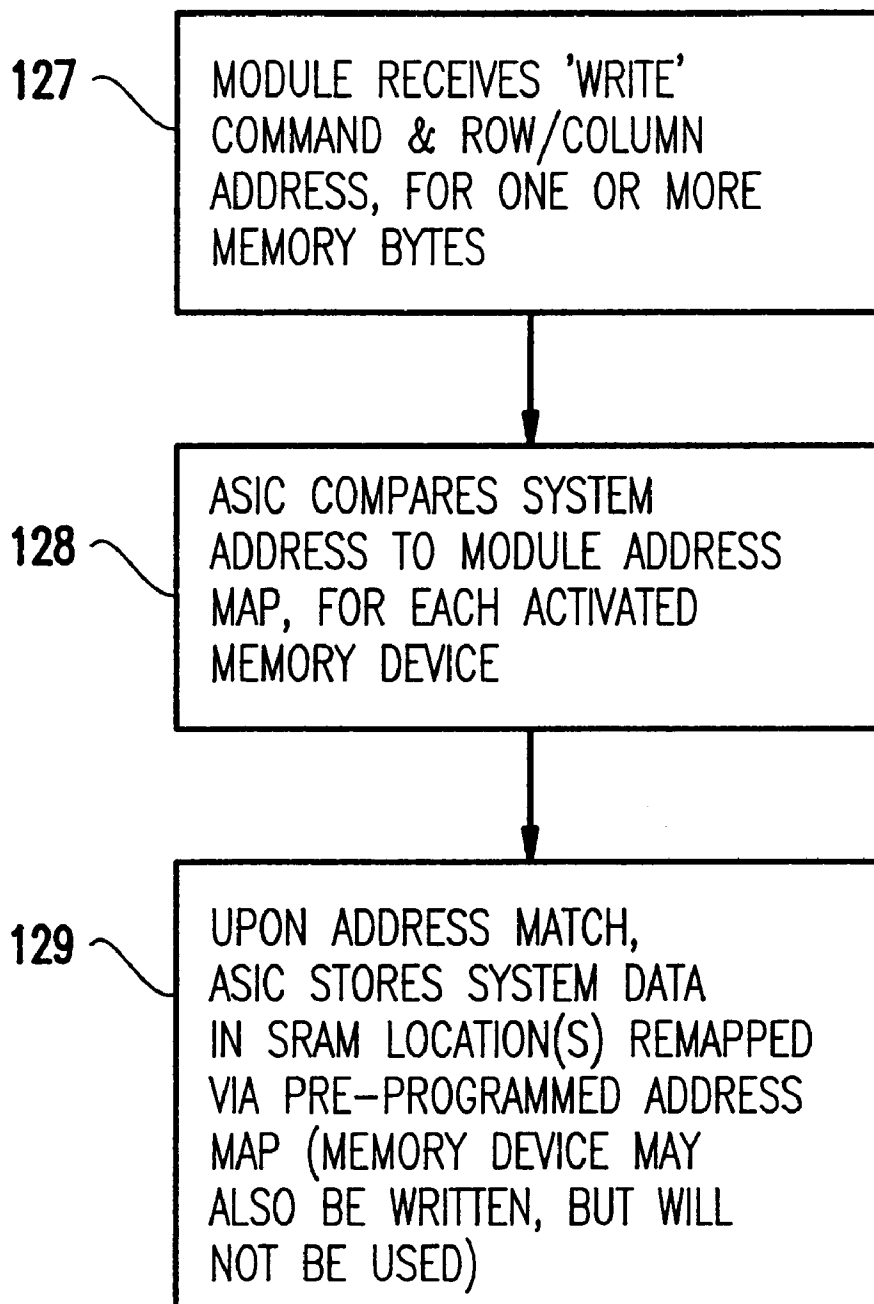 127
MODULE RECEIVES 'WRITE'
COMMAND & ROW/COLUMN
ADDRESS, FOR ONE OR MORE
MEMORY BYTES
128
ASIC COMPARES SYSTEM
ADDRESS TO MODULE ADDRESS
MAP, FOR EACH ACTIVATED
MEMORY DEVICE
129
UPON ADDRESS MATCH,
ASIC STORES SYSTEM DATA
IN SRAM LOCATION(S) REMAPPED
VIA PRE-PROGRAMMED ADDRESS
MAP (MEMORY DEVICE MAY
ALSO BE WRITTEN, BUT WILL
NOT BE USED)